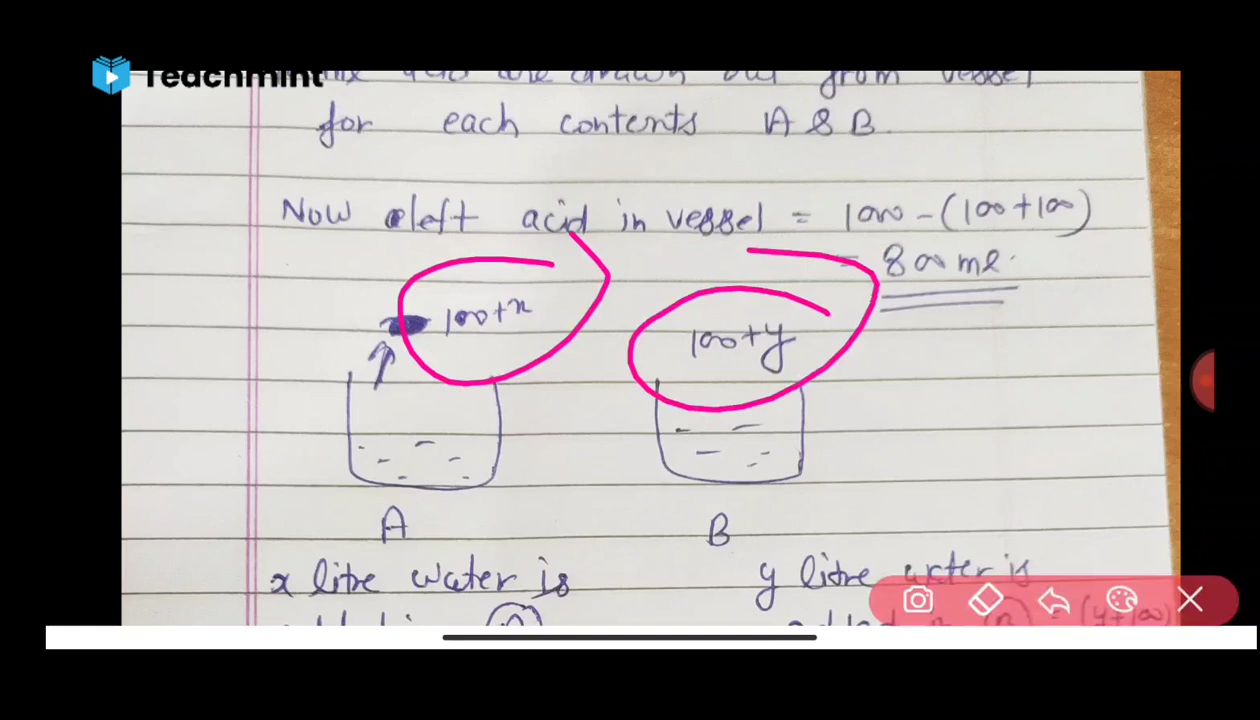 Teachmint
for each contents A & B.
Now left acid in vessel = 1000 - (100+100)
= 800 ml.
100+x
100+y
A
B
x litre water is
y litre water is
(y+100)